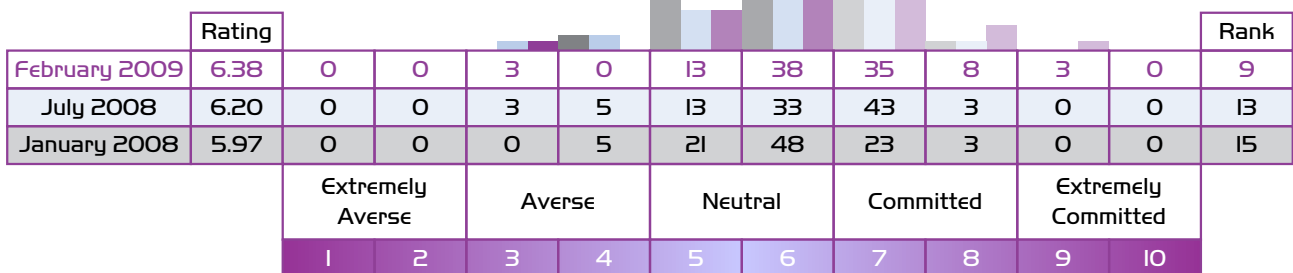 Rating Rank
February 2009 6.38 0 0 3 0 13 38 35 8 3 0 9
July 2008 6.20 0 0 3 5 13 33 43 3 0 0 13
January 2008 5.97 0 0 0 5 21 48 23 3 0 0 15
Extremely Averse Averse Neutral Committed Extremely Committed
1 2 3 4 5 6 7 8 9 10